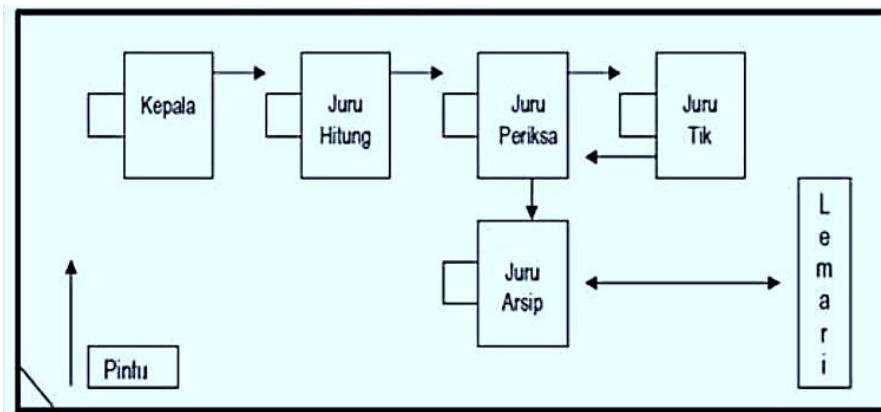 Kepala
Juru
Hitung
Juru
Periksa
Juru
Tik
Juru
Arsip
L
e
m
a
r
i
Pintu